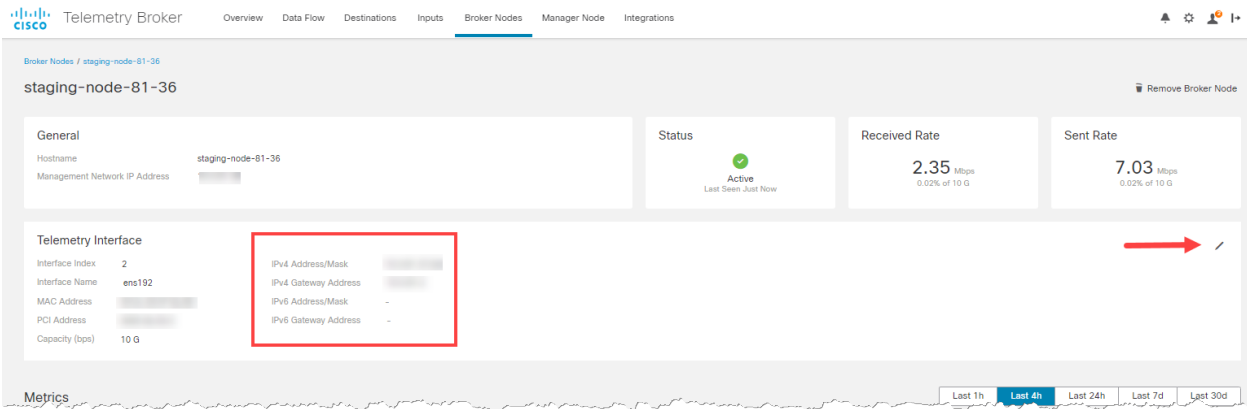 CISCO Telemetry Broker Overview Data Flow Destinations Inputs Broker Nodes Manager Node Integrations
Broker Nodes / staging-node-81-36
staging-node-81-36
Remove Broker Node
General
Hostname staging-node-81-36
Management Network IP Address
Status
Active
Last Seen Just Now
Received Rate
2.35 Mbps
0.02% of 10 G
Sent Rate
7.03 Mbps
0.02% of 10 G
Telemetry Interface
Interface Index 2
Interface Name ens192
MAC Address
PCI Address
Capacity (bps) 10 G
IPv4 Address/Mask
IPv4 Gateway Address
IPv6 Address/Mask -
IPv6 Gateway Address -
Metrics
Last 1h Last 4h Last 24h Last 7d Last 30d